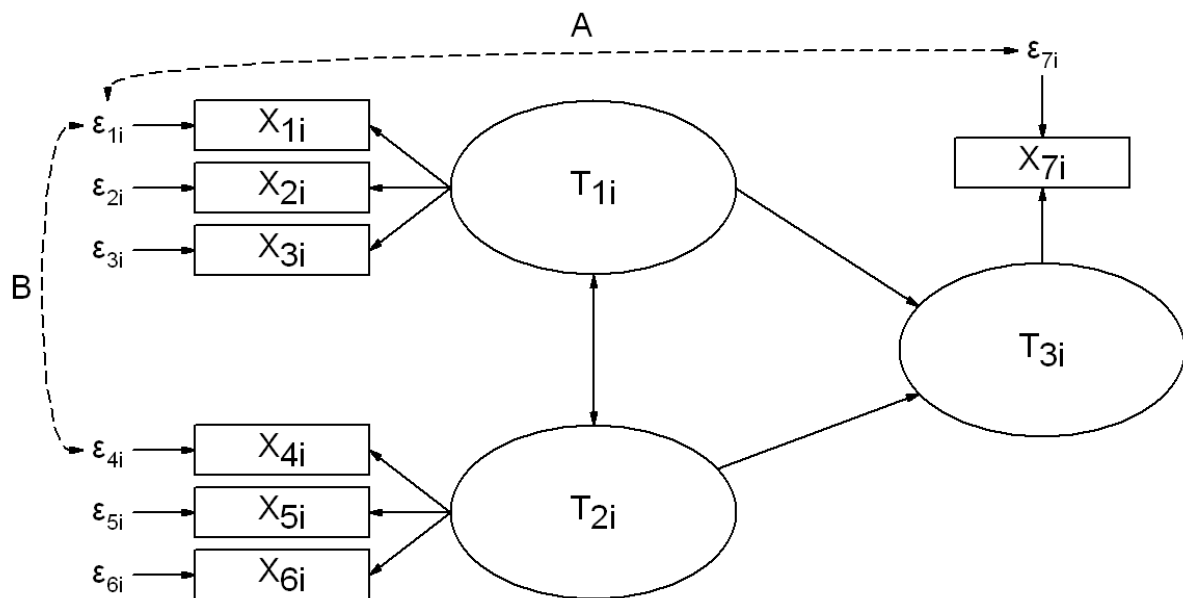 A
ε7i
ε1i
X1i
T1i
X7i
ε2i
X2i
ε3i
X3i
B
T3i
ε4i
X4i
ε5i
X5i
T2i
ε6i
X6i